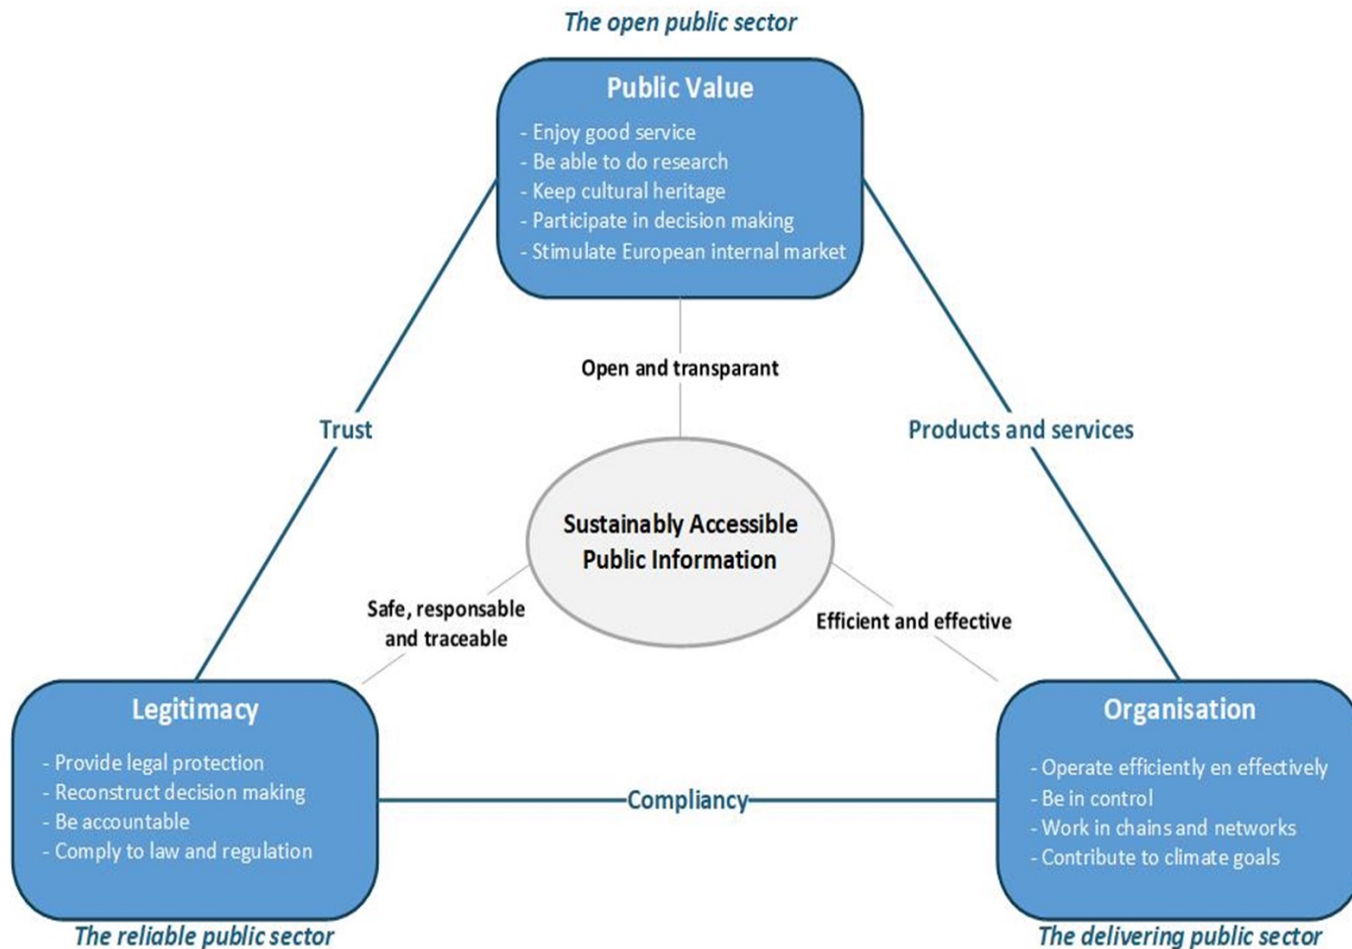 The open public sector
Public Value
- Enjoy good service
- Be able to do research
- Keep cultural heritage
- Participate in decision making
- Stimulate European internal market
Open and transparant
Trust
Products and services
Sustainably Accessible
Public Information
Safe, responsable
and traceable
Efficient and effective
Legitimacy
- Provide legal protection
- Reconstruct decision making
- Be accountable
- Comply to law and regulation
Compliancy
Organisation
- Operate efficiently en effectively
- Be in control
- Work in chains and networks
- Contribute to climate goals
The reliable public sector
The delivering public sector